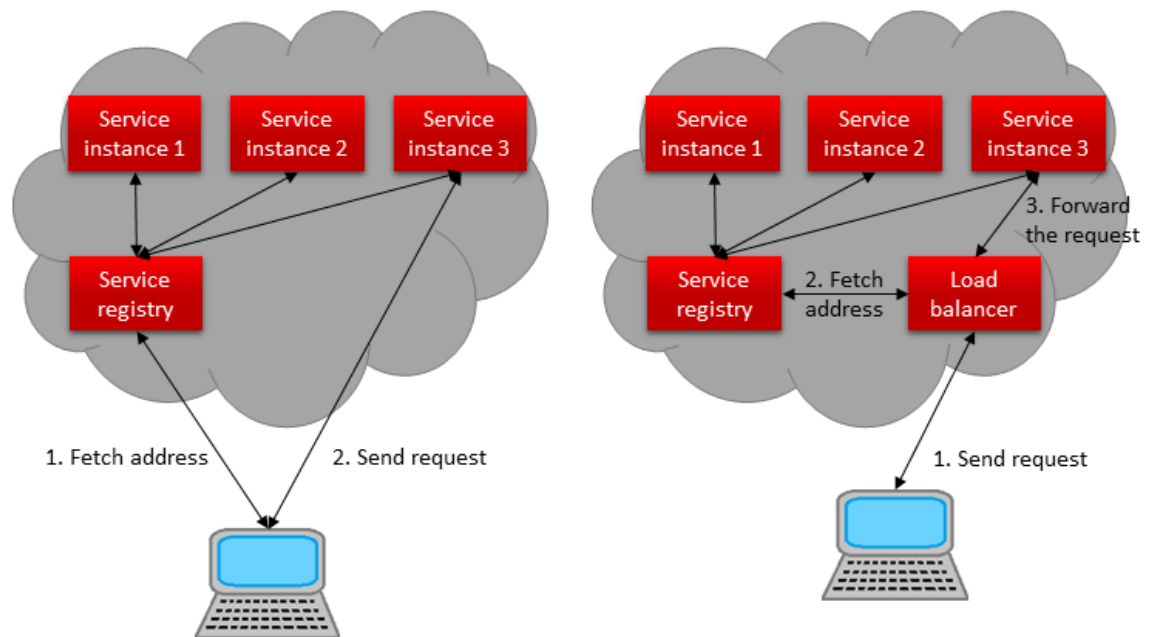 Service
instance 1
Service
instance 2
Service
instance 3
Service
registry
1. Fetch address
2. Send request
Service
instance 1
Service
instance 2
Service
instance 3
3. Forward
the request
Service
registry
2. Fetch
address
Load
balancer
1. Send request